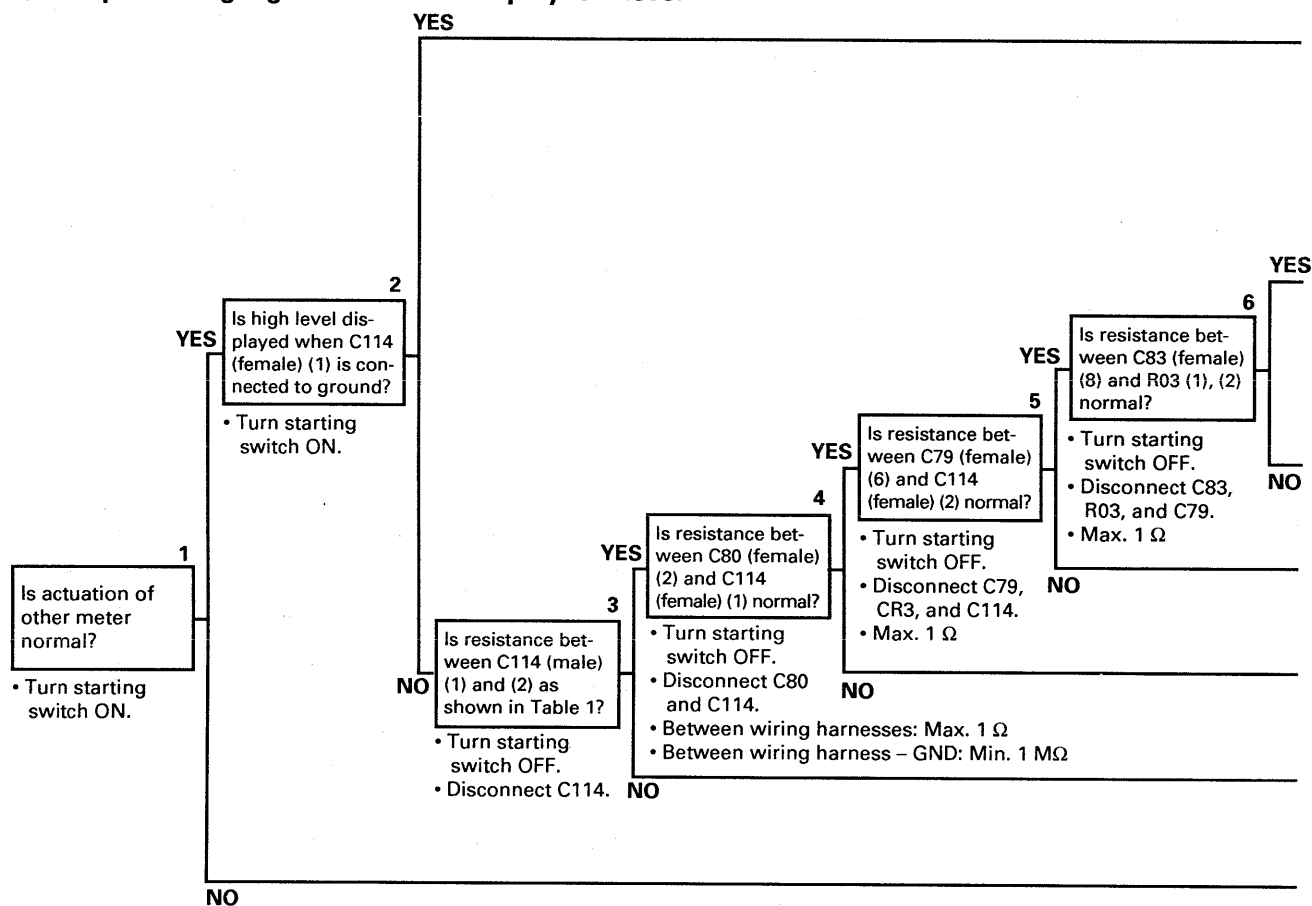 YES
YES
2
Is high level dis-
played when C114
(female) (1) is con-
nected to ground?
• Turn starting
switch ON.
1
Is actuation of
other meter
normal?
• Turn starting
switch ON.
NO
NO
3
Is resistance bet-
ween C114 (male)
(1) and (2) as
shown in Table 1?
• Turn starting
switch OFF.
• Disconnect C114.
NO
YES
4
Is resistance bet-
ween C80 (female)
(2) and C114
(female) (1) normal?
• Turn starting
switch OFF.
• Disconnect C80
and C114.
• Between wiring harnesses: Max. 1 Ω
• Between wiring harness – GND: Min. 1 MΩ
NO
YES
5
Is resistance bet-
ween C79 (female)
(6) and C114
(female) (2) normal?
• Turn starting
switch OFF.
• Disconnect C79,
CR3, and C114.
• Max. 1 Ω
NO
YES
6
Is resistance be-
tween C83 (female)
(8) and R03 (1), (2)
normal?
• Turn starting
switch OFF.
• Disconnect C83,
R03, and C79.
• Max. 1 Ω
YES
NO